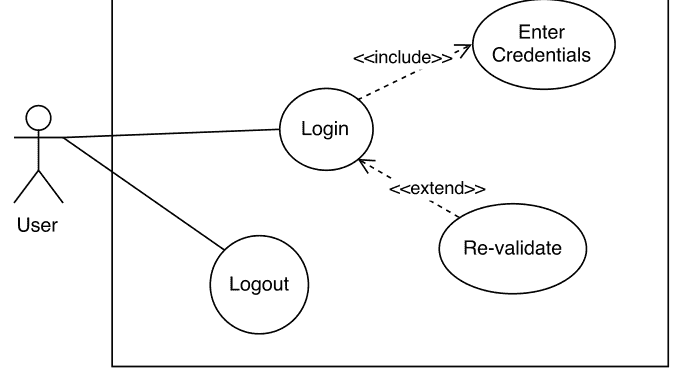 Enter
Credentials
<<include>>
Login
<<extend>>
User
Re-validate
Logout